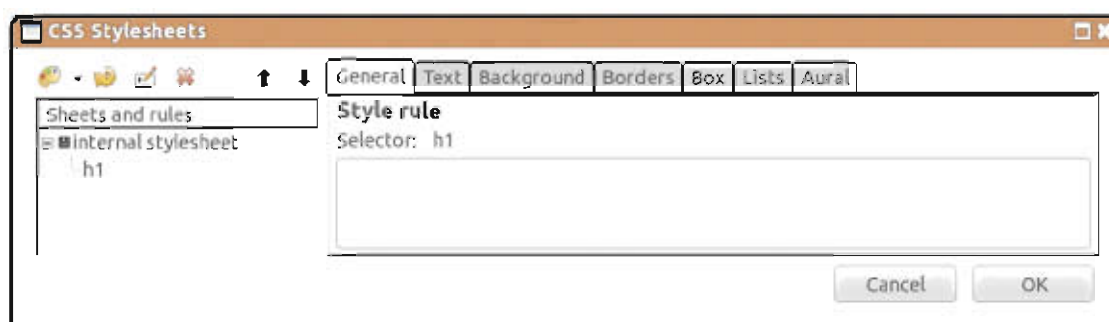 CSS Stylesheets
General Text Background Borders Box Lists Aural
Sheets and rules
internal stylesheet
h1
Style rule
Selector: h1
Cancel OK